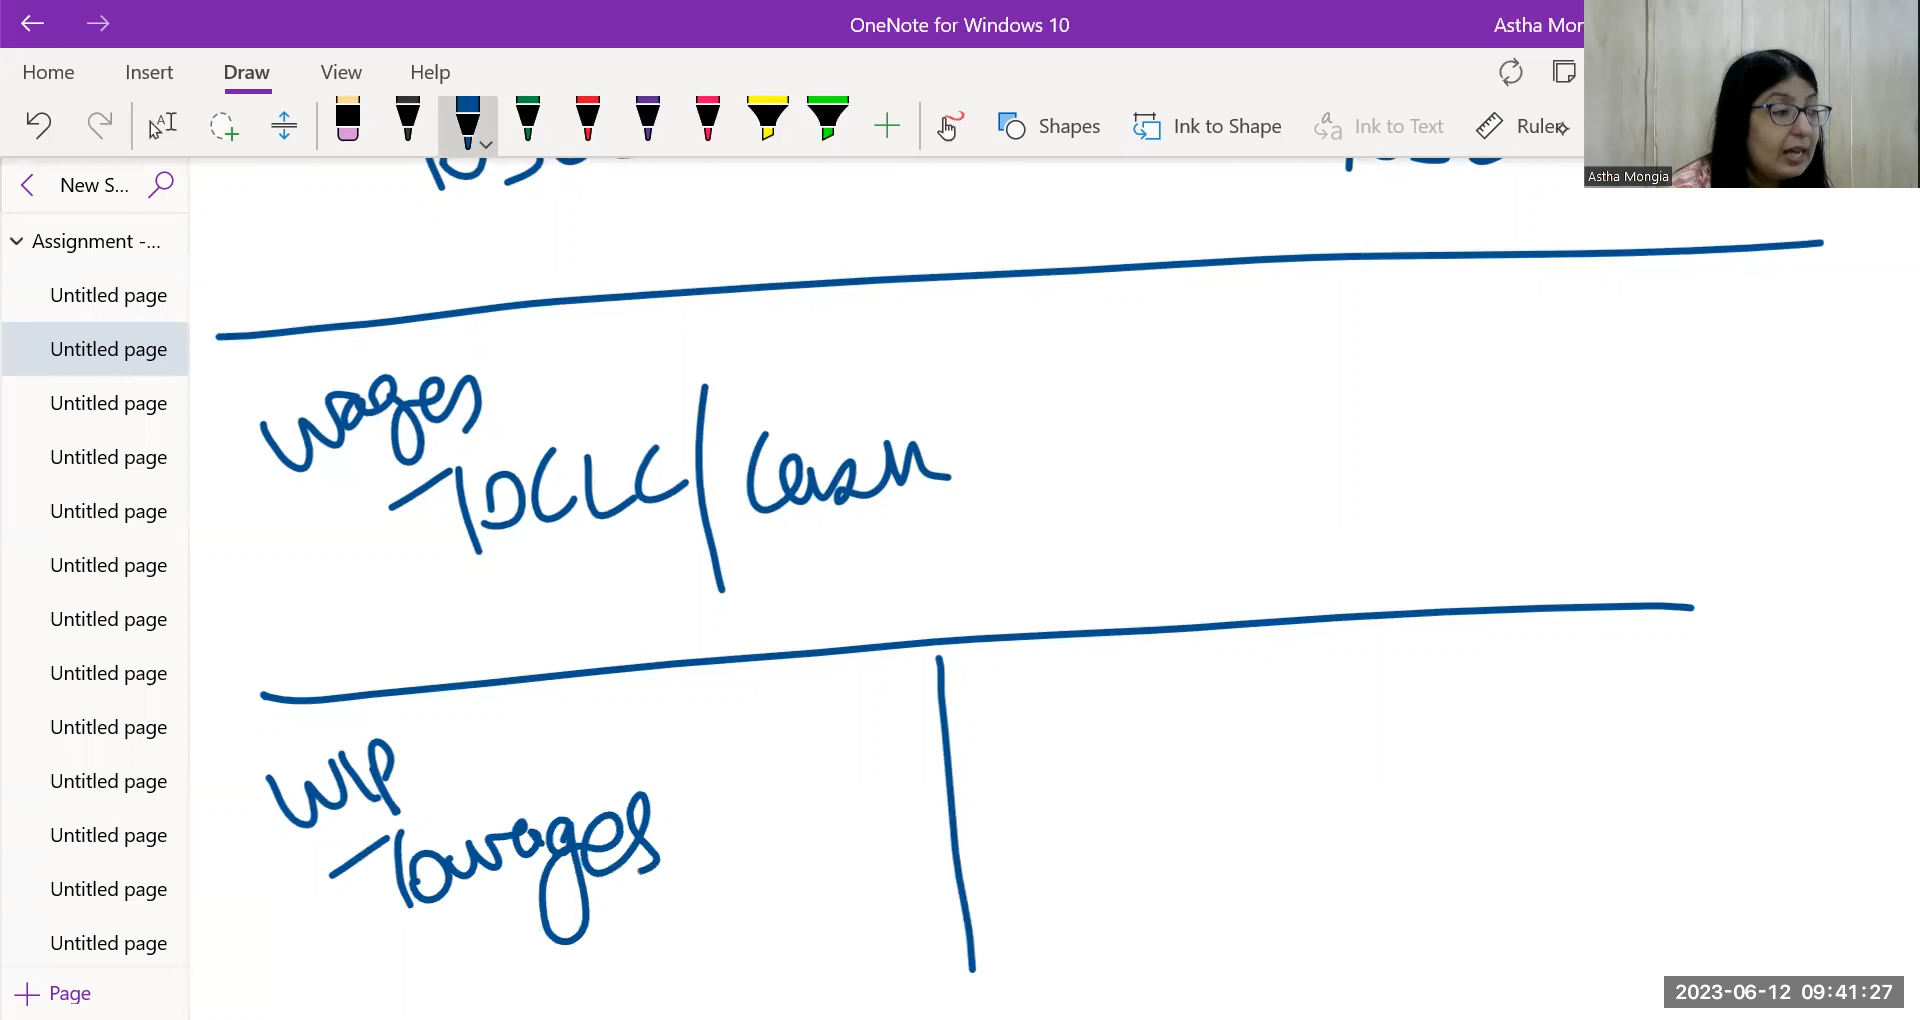 OneNote for Windows 10
Astha Mon
Home Insert Draw View Help
Shapes Ink to Shape Ink to Text Ruler
Astha Mongia
New S...
Assignment -...
Untitled page
Untitled page
Untitled page
Untitled page
Untitled page
Untitled page
Untitled page
Untitled page
Untitled page
Untitled page
Untitled page
Untitled page
Untitled page
Page
wages
To DCLC / Cash
WIP
To wages
2023-06-12 09:41:27